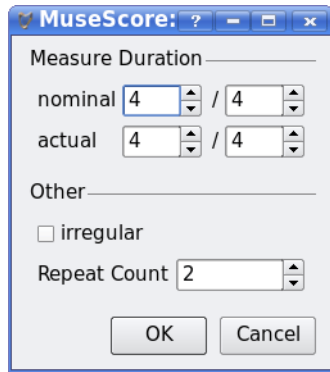 MuseScore: ?
Measure Duration
nominal 4 / 4
actual 4 / 4
Other
irregular
Repeat Count 2
OK Cancel